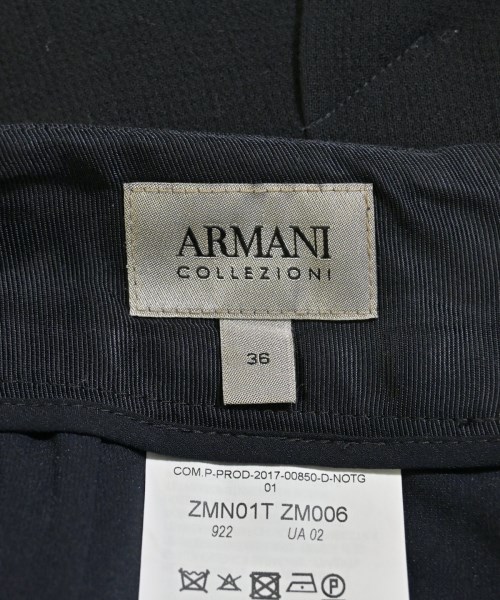 ARMANI
COLLEZIONI
36
COM.P-PROD-2017-00850-D-NOTG
01
ZMN01T ZM006
922 UA 02
P